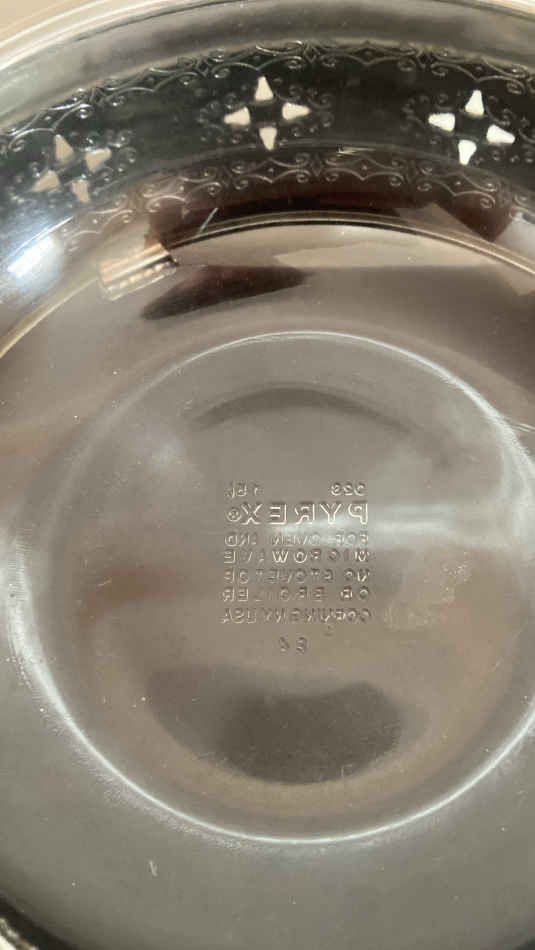 023
PYREX®
FOR OVEN AND
MICROWAVE
NO STOVETOP
OR BROILER
CORNING NY USA